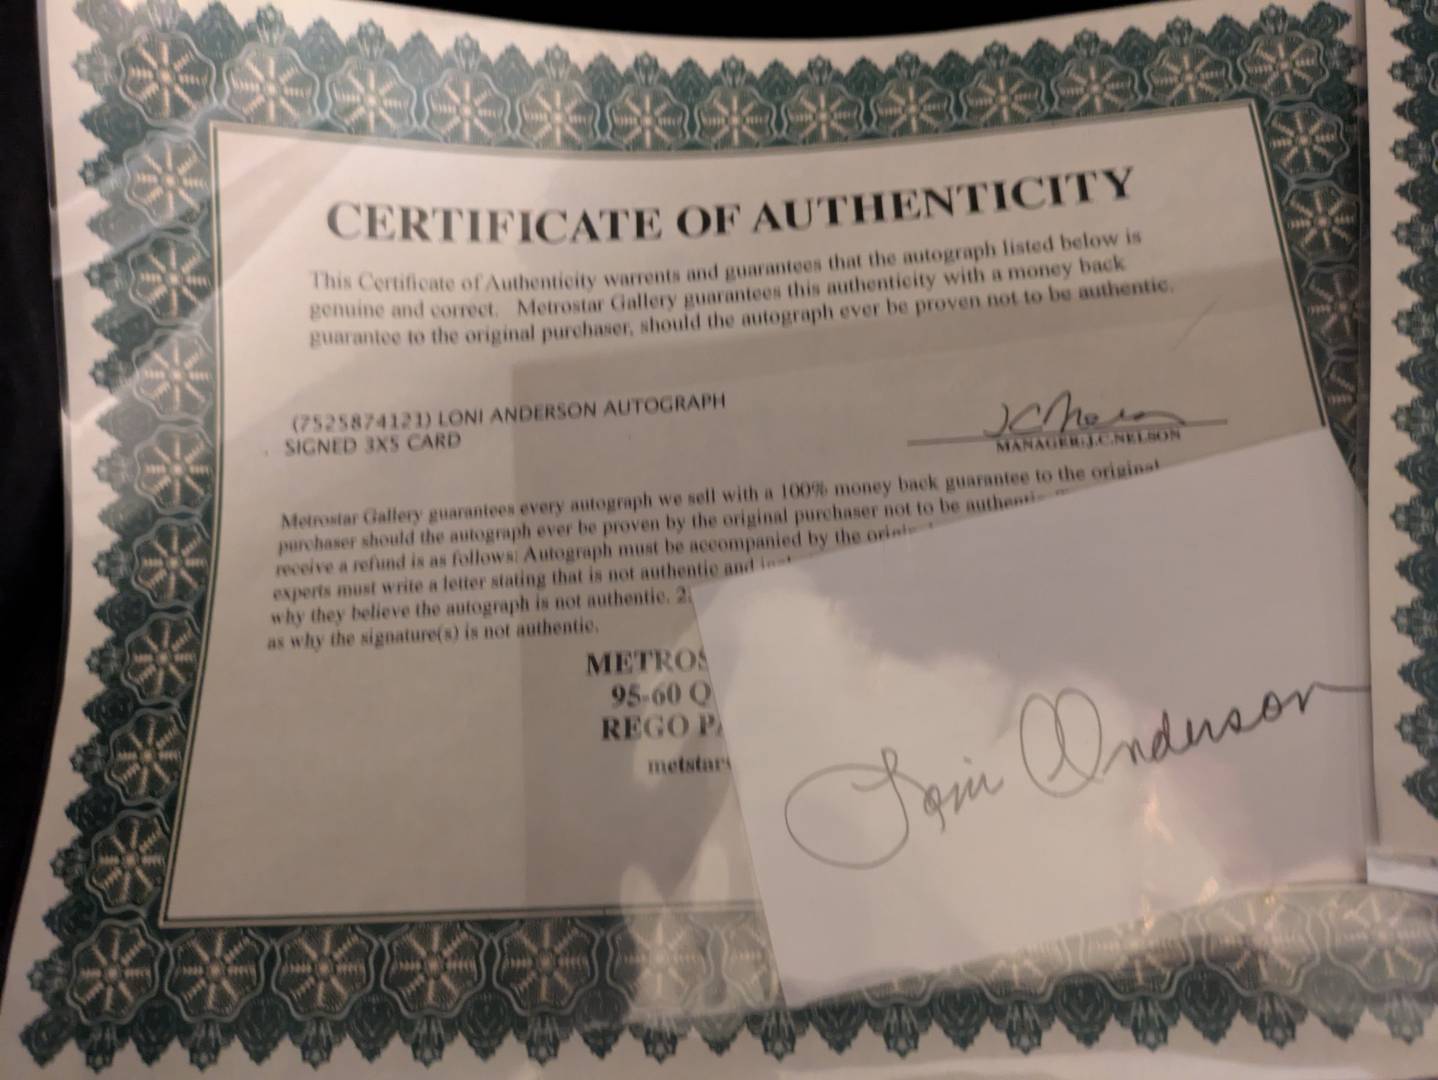 CERTIFICATE OF AUTHENTICITY
This Certificate of Authenticity warrents and guarantees that the autograph listed below is
genuine and correct. Metrostar Gallery guarantees this authenticity with a money back
guarantee to the original purchaser, should the autograph ever be proven not to be authentic.
(7525874121) LONI ANDERSON AUTOGRAPH
SIGNED 3X5 CARD
MANAGER:J.C.NELSON
Metrostar Gallery guarantees every autograph we sell with a 100% money back guarantee to the original
purchaser should the autograph ever be proven by the original purchaser not to be
receive a refund is as follows: Autograph must be accompanied by the
experts must write a letter stating that is not authentic and
why they believe the autograph is not authentic.
as why the signature(s) is not authentic.
95-60 Q
REGO
Loni Anderson